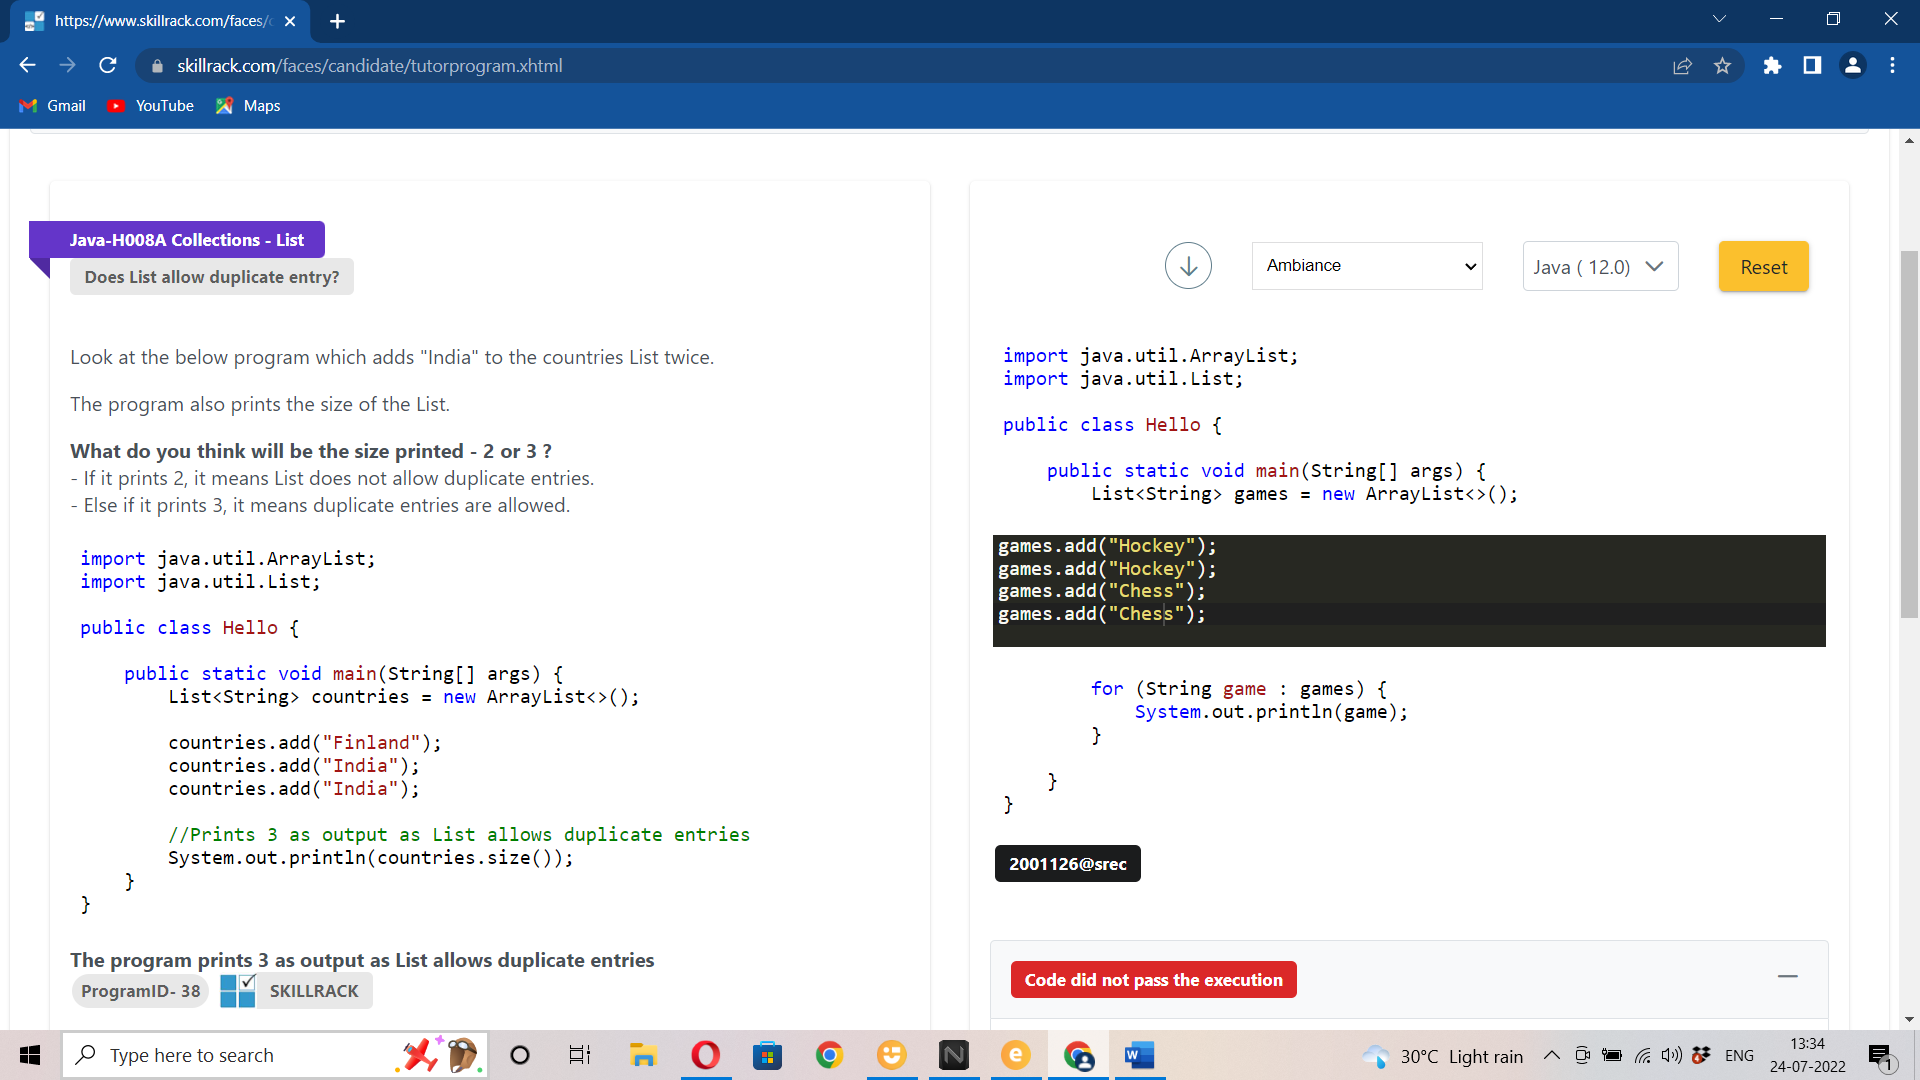 https://www.skillrack.com/faces/c
skillrack.com/faces/candidate/tutorprogram.xhtml
Gmail YouTube Maps
Java-H008A Collections - List
Does List allow duplicate entry?
Look at the below program which adds "India" to the countries List twice.
The program also prints the size of the List.
What do you think will be the size printed - 2 or 3 ?
- If it prints 2, it means List does not allow duplicate entries.
- Else if it prints 3, it means duplicate entries are allowed.
import java.util.ArrayList;
import java.util.List;
public class Hello {
public static void main(String[] args) {
List<String> countries = new ArrayList<>();
countries.add("Finland");
countries.add("India");
countries.add("India");
//Prints 3 as output as List allows duplicate entries
System.out.println(countries.size());
}
}
The program prints 3 as output as List allows duplicate entries
ProgramID- 38 SKILLRACK
Ambiance Java ( 12.0) Reset
import java.util.ArrayList;
import java.util.List;
public class Hello {
public static void main(String[] args) {
List<String> games = new ArrayList<>();
games.add("Hockey");
games.add("Hockey");
games.add("Chess");
games.add("Chess");
for (String game : games) {
System.out.println(game);
}
}
}
2001126@srec
Code did not pass the execution
Type here to search
30°C Light rain
ENG
13:34
24-07-2022
1